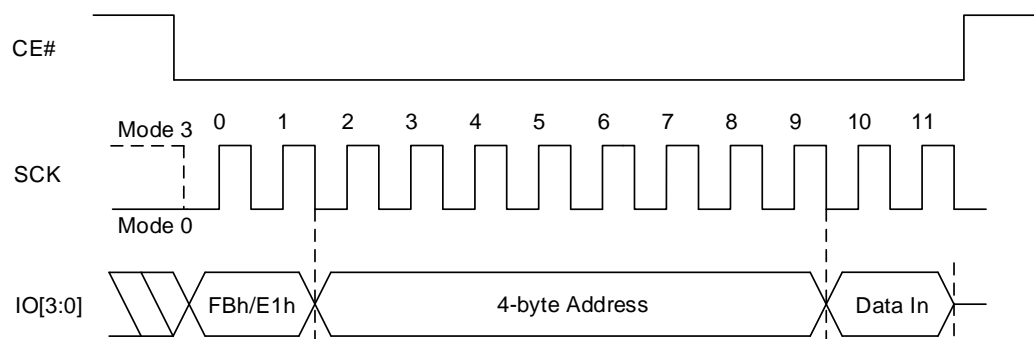 CE#
Mode 3
0 1 2 3 4 5 6 7 8 9 10 11
SCK
Mode 0
IO[3:0]
FBh/E1h
4-byte Address
Data In